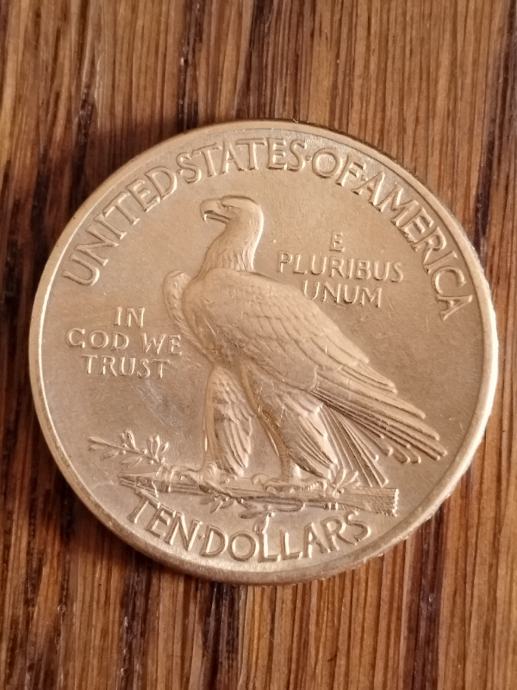 UNITED·STATES·OF·AMERICA
E
PLURIBUS
UNUM
IN
GOD WE
TRUST
TEN·DOLLARS